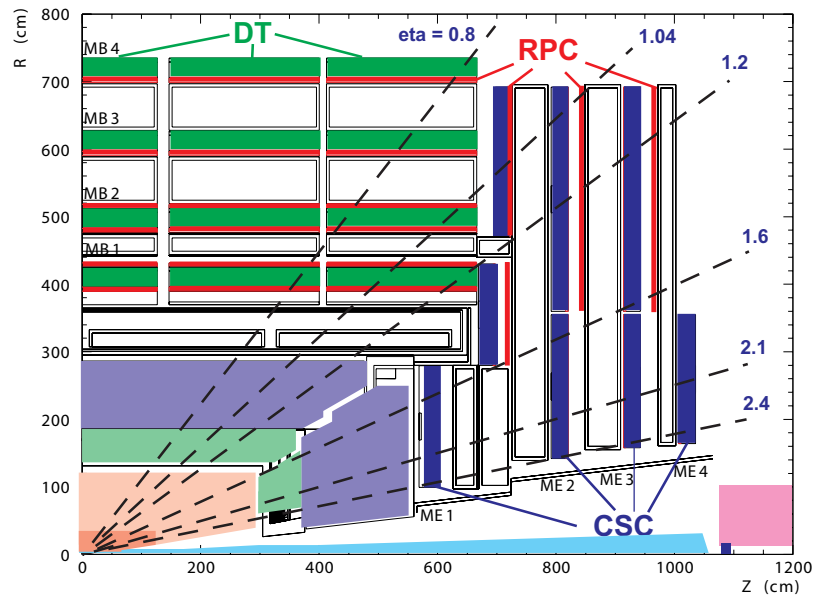 R (cm)
800
700
600
500
400
300
200
100
0
MB 4
MB 3
MB 2
MB 1
DT
eta = 0.8
RPC
1.04
1.2
1.6
2.1
2.4
ME 1
ME 2
ME 3
ME 4
CSC
0
200
400
600
800
1000
1200
Z (cm)